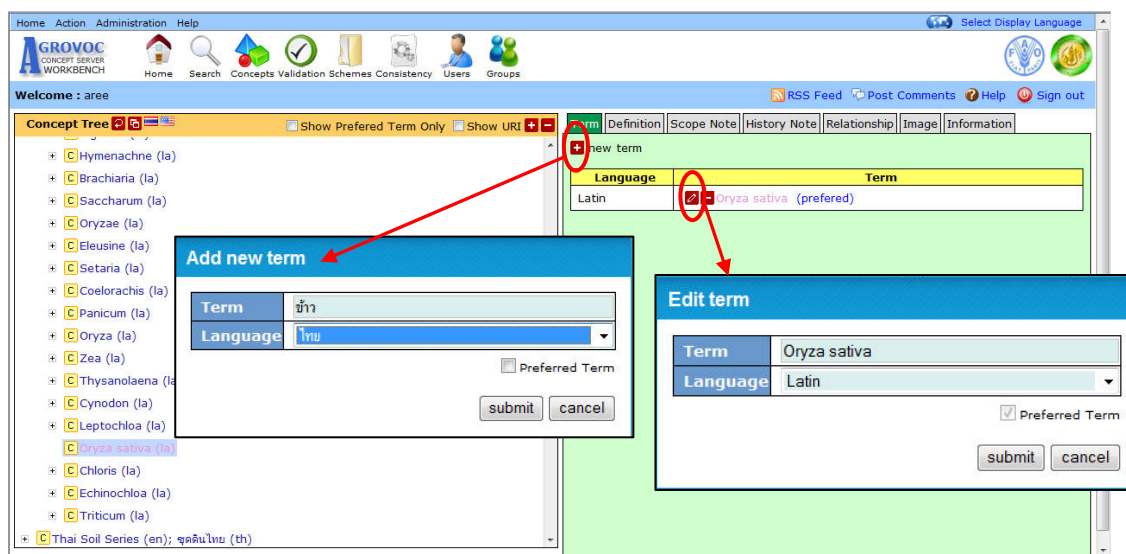 Home Action Administration Help
Select Display Language
AGROVOC
CONCEPT SERVER
WORKBENCH
Home Search Concepts Validation Schemes Consistency Users Groups
Welcome : aree
RSS Feed Post Comments Help Sign out
Concept Tree
Show Prefered Term Only Show URI
Term Definition Scope Note History Note Relationship Image Information
new term
Language Term
Latin Oryza sativa (prefered)
C Hymenachne (la)
C Brachiaria (la)
C Saccharum (la)
C Oryzae (la)
C Eleusine (la)
C Setaria (la)
C Coelorachis (la)
C Panicum (la)
C Oryza (la)
C Zea (la)
C Thysanolaena (la
C Cynodon (la)
C Leptochloa (la)
C Oryza sativa (la)
C Chloris (la)
C Echinochloa (la)
C Triticum (la)
C Thai Soil Series (en); ชุดดินไทย (th)
Add new term
Term ข้าว
Language ไทย
Preferred Term
submit cancel
Edit term
Term Oryza sativa
Language Latin
Preferred Term
submit cancel